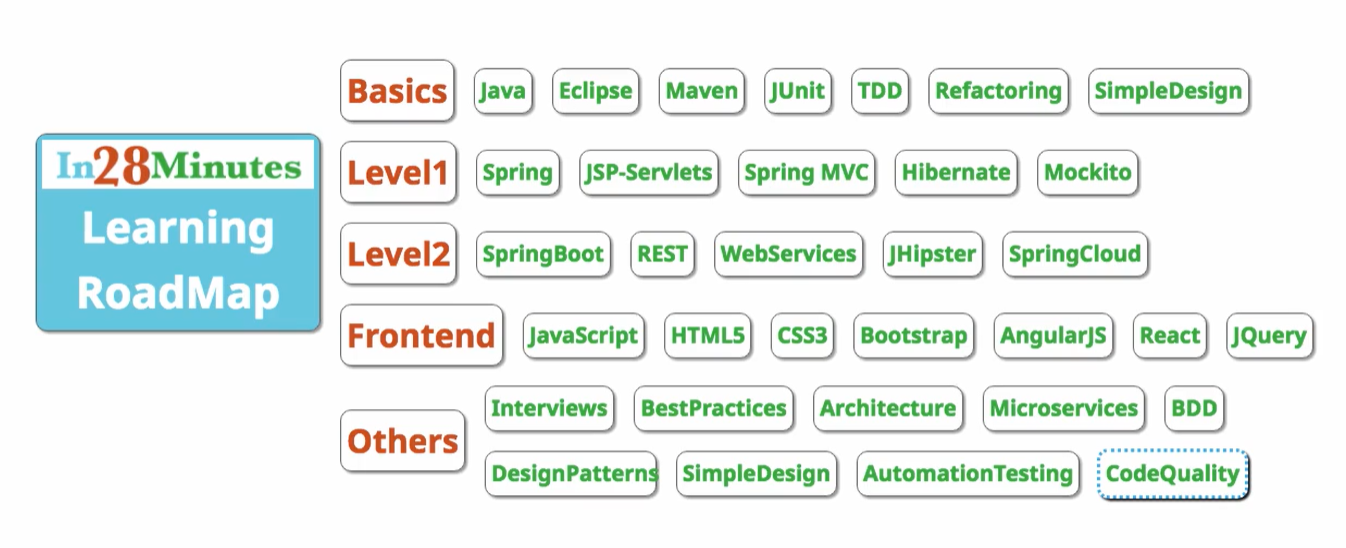 In28Minutes
Learning
RoadMap
Basics Java Eclipse Maven JUnit TDD Refactoring SimpleDesign
Level1 Spring JSP-Servlets Spring MVC Hibernate Mockito
Level2 SpringBoot REST WebServices JHipster SpringCloud
Frontend JavaScript HTML5 CSS3 Bootstrap AngularJS React JQuery
Others
Interviews BestPractices Architecture Microservices BDD
DesignPatterns SimpleDesign AutomationTesting CodeQuality